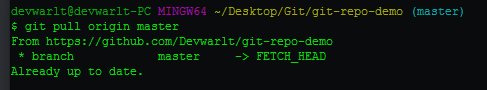 devwarlt@devwarlt-PC MINGW64 ~/Desktop/Git/git-repo-demo (master)
$ git pull origin master
From https://github.com/Devwarlt/git-repo-demo
 * branch            master     -> FETCH_HEAD
Already up to date.